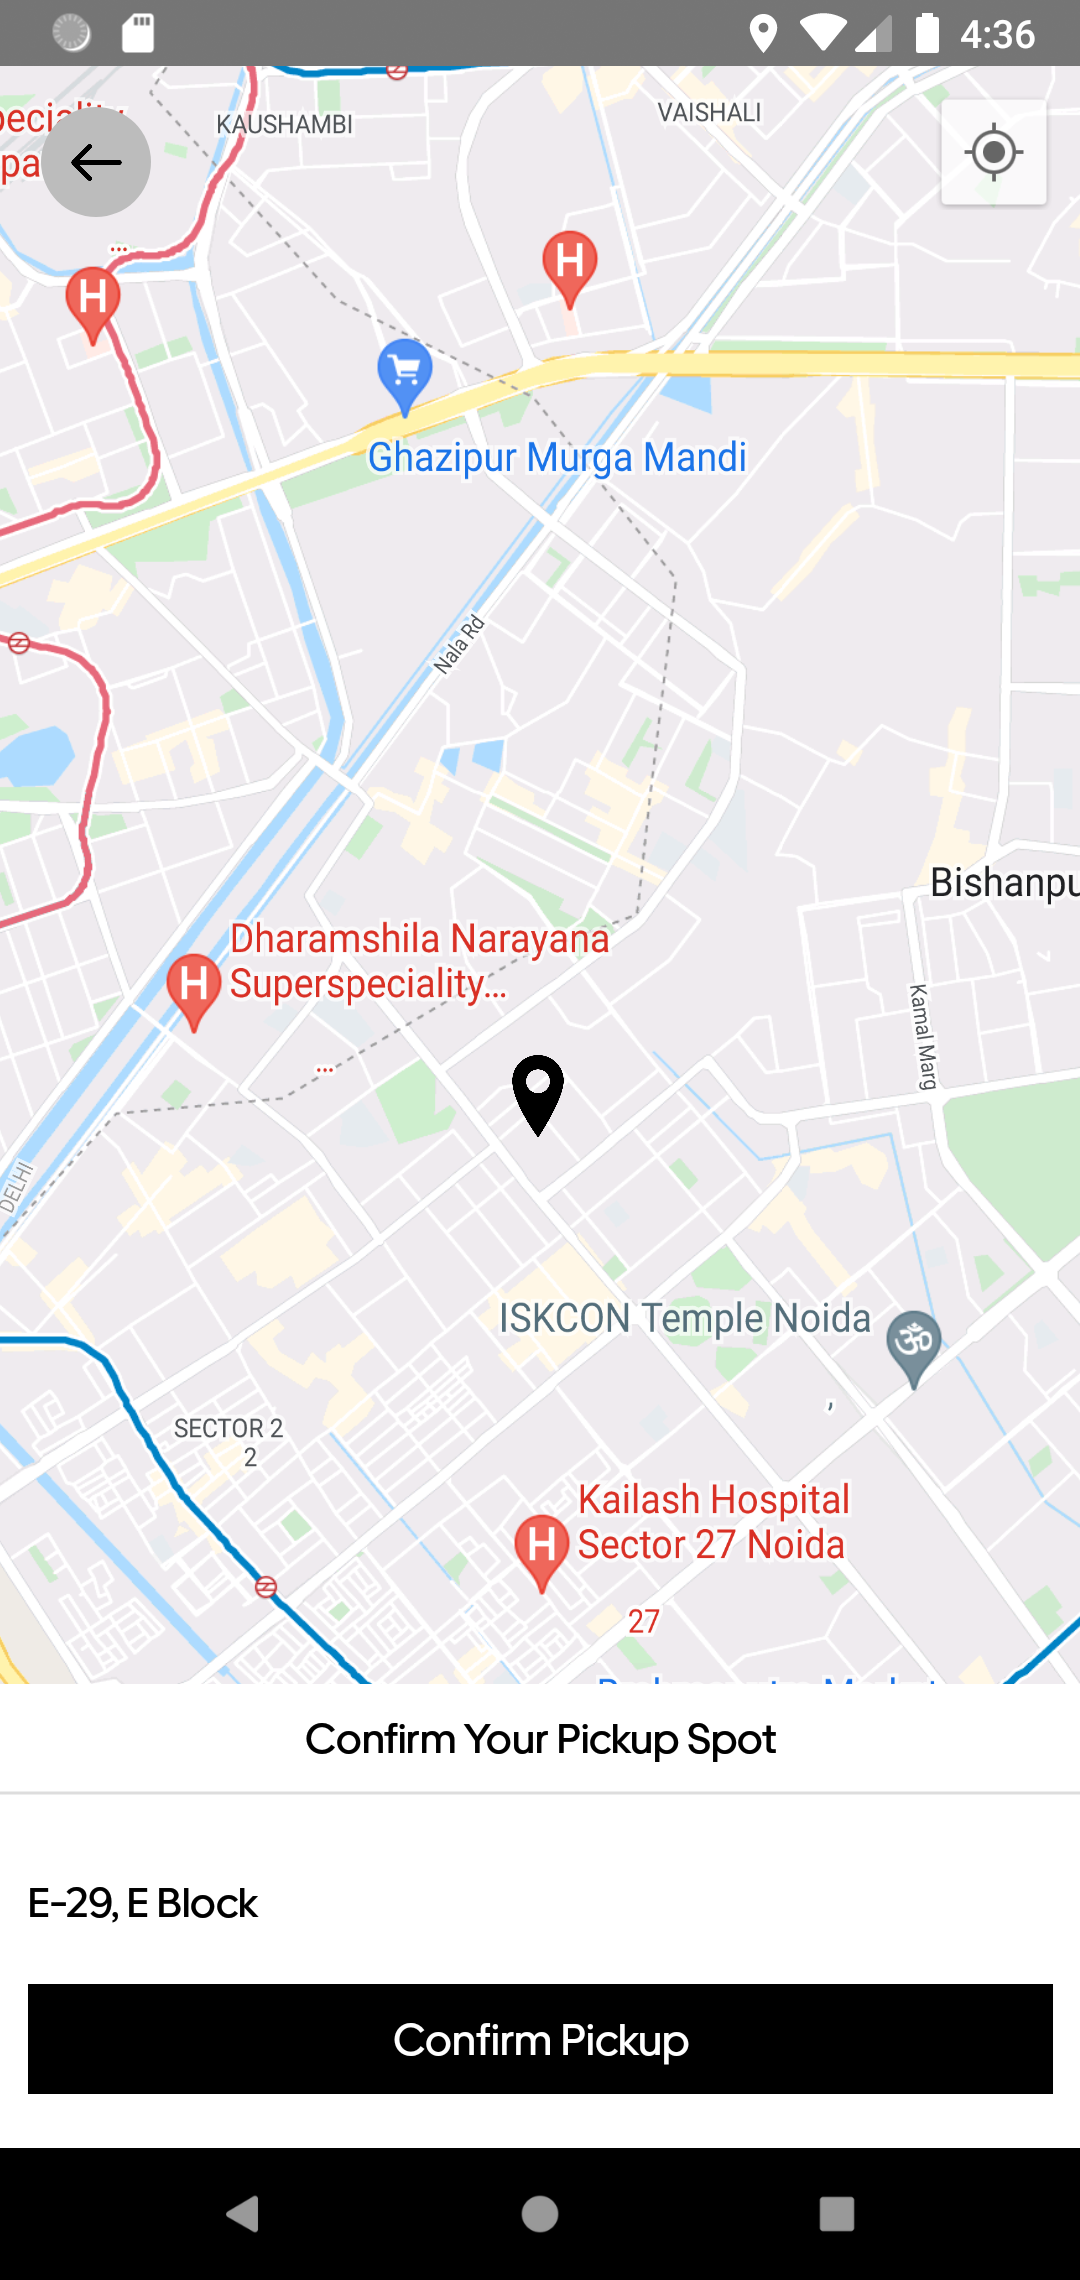 4:36
KAUSHAMBI
VAISHALI
Ghazipur Murga Mandi
Nala Rd
Bishanpu
Dharamshila Narayana
Superspeciality...
...
Kamal Marg
DELHI
ISKCON Temple Noida
SECTOR 2
2
Kailash Hospital
Sector 27 Noida
27
Confirm Your Pickup Spot
E-29, E Block
Confirm Pickup